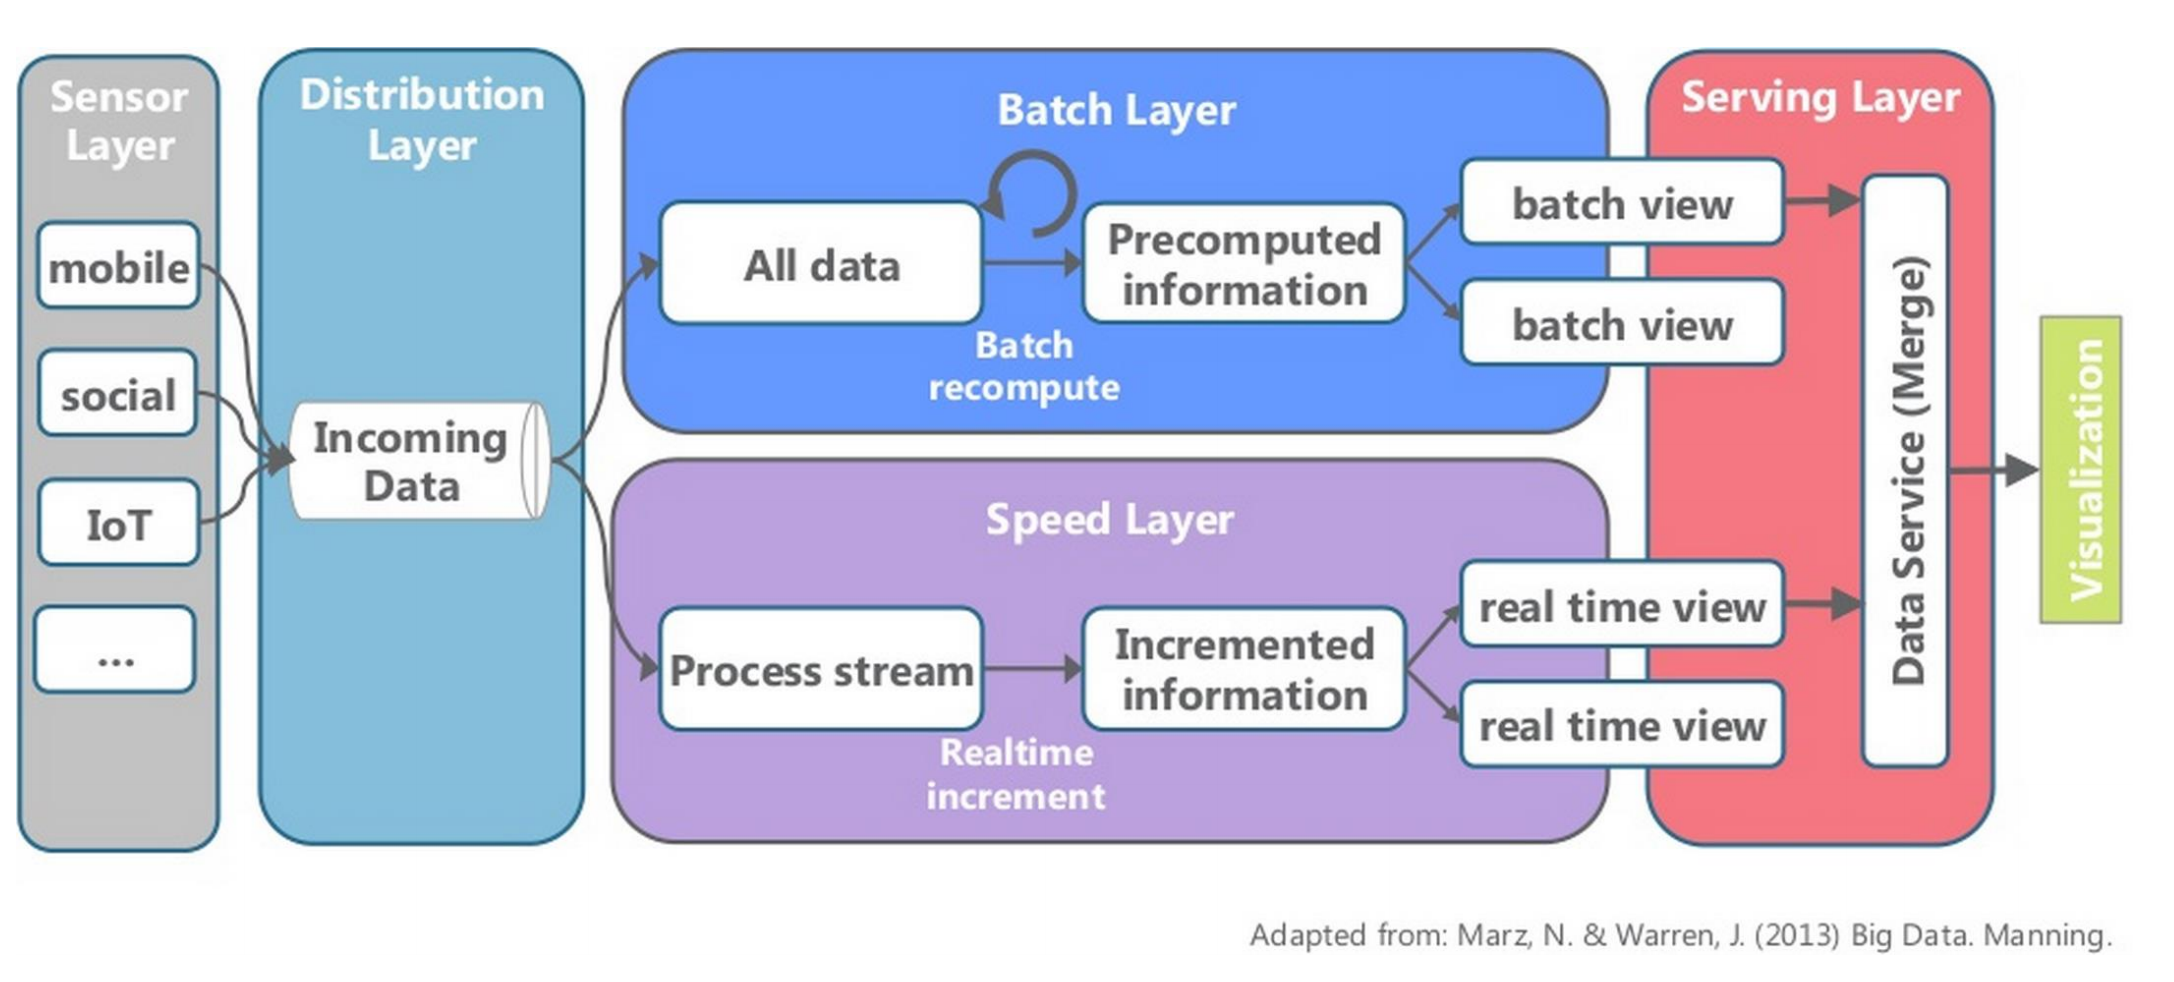 Sensor
Layer
mobile
social
IoT
...
Distribution
Layer
Incoming
Data
Batch Layer
All data
Precomputed
information
batch view
batch view
Batch
recompute
Speed Layer
Process stream
Incremented
information
real time view
real time view
Realtime
increment
Serving Layer
Data Service (Merge)
Visualization
Adapted from: Marz, N. & Warren, J. (2013) Big Data. Manning.